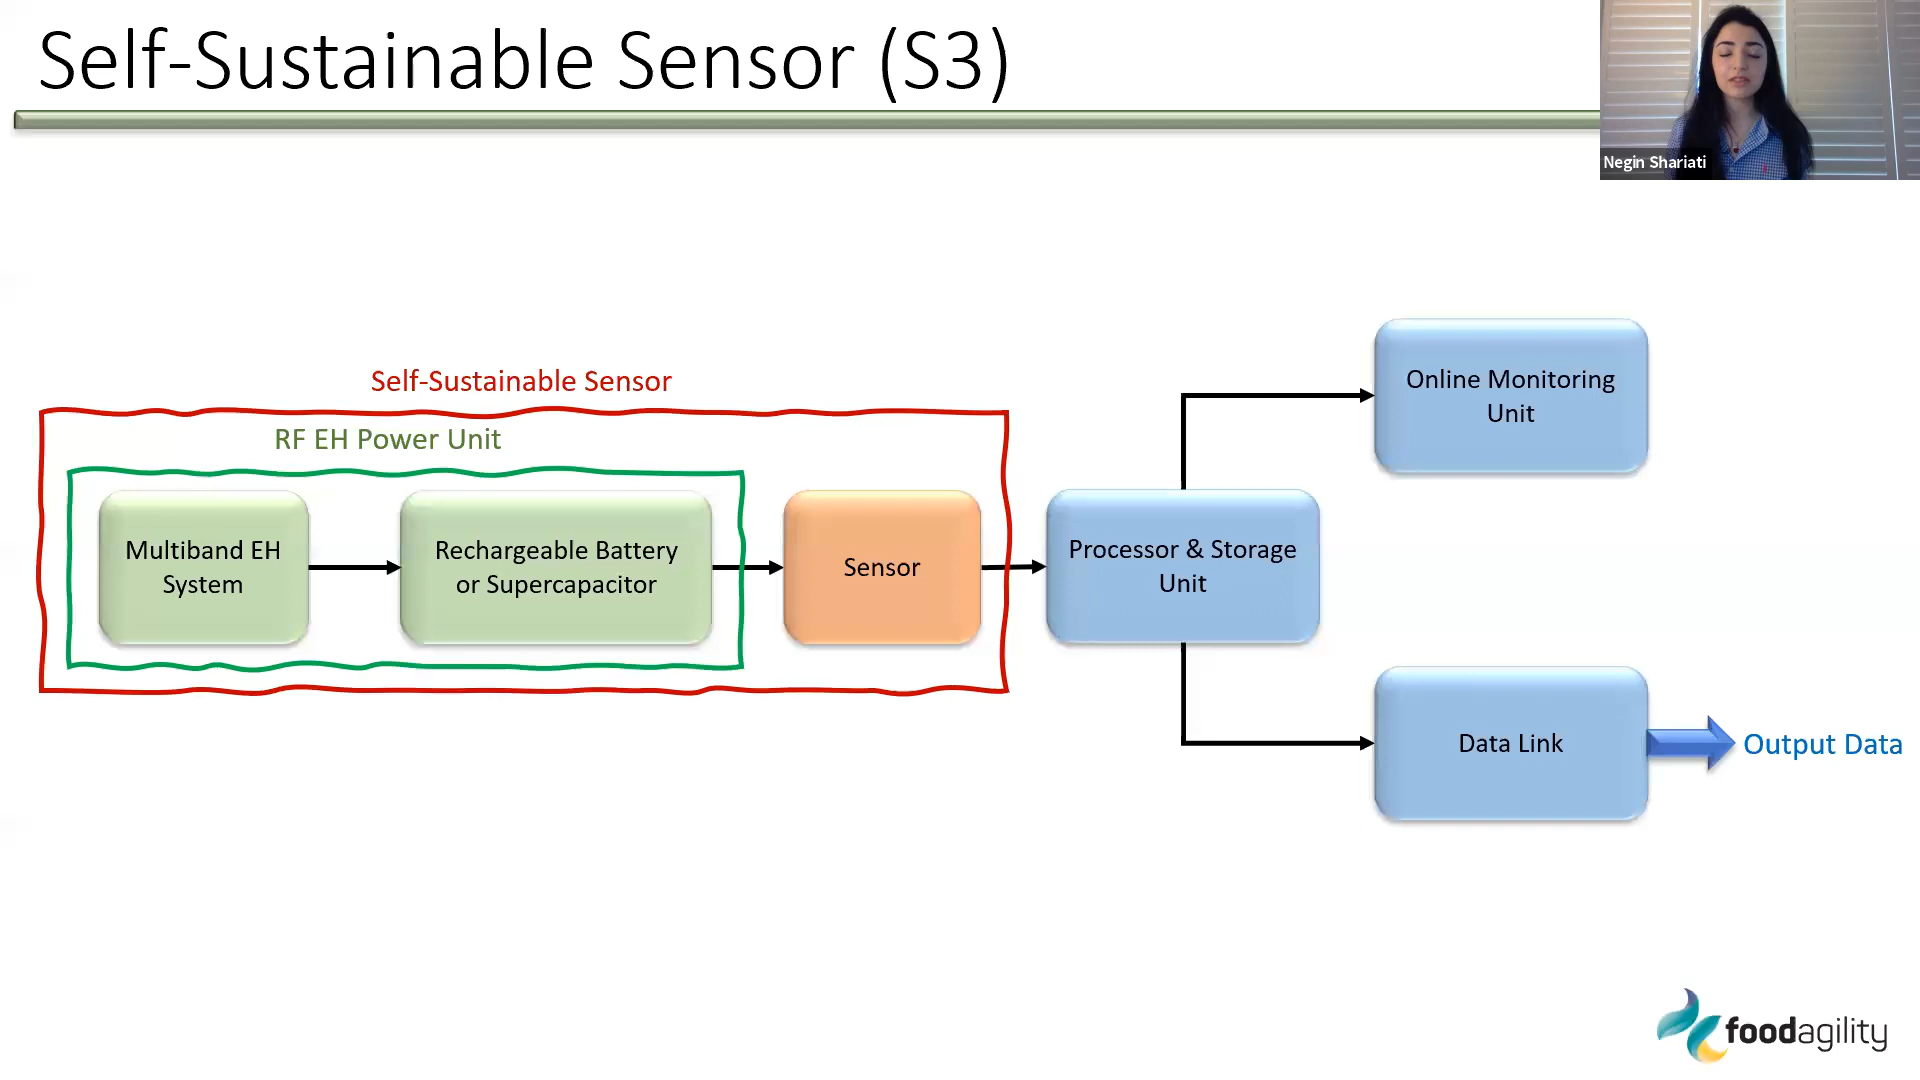 Self-Sustainable Sensor (S3)
Negin Shariati
Self-Sustainable Sensor
RF EH Power Unit
Multiband EH
System
Rechargeable Battery
or Supercapacitor
Sensor
Processor & Storage
Unit
Online Monitoring
Unit
Data Link
Output Data
foodagility